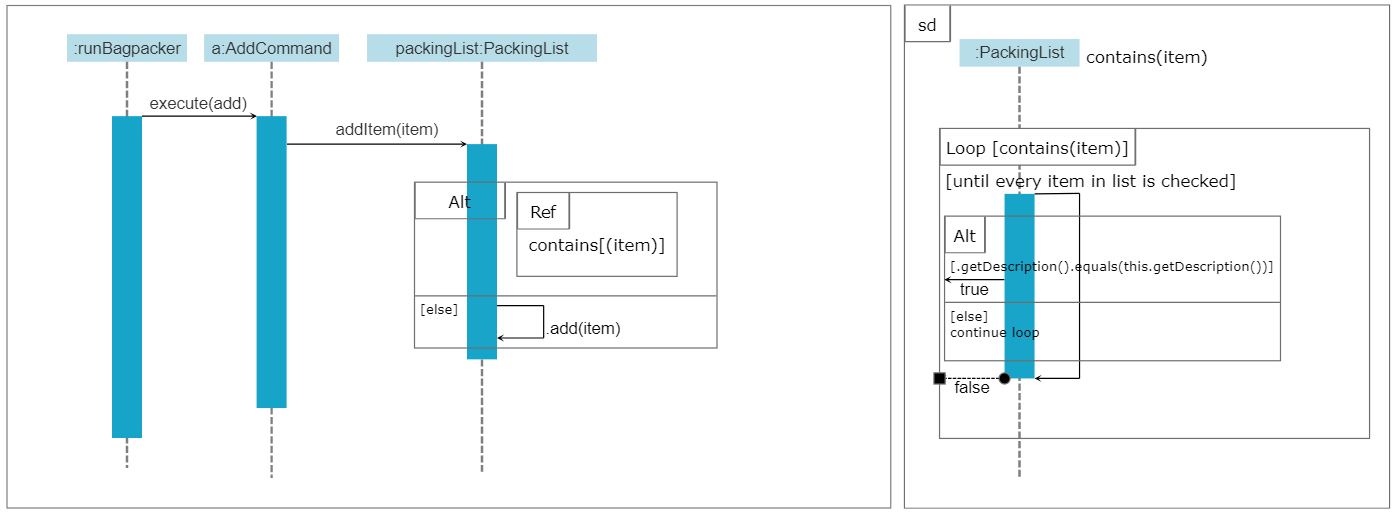 :runBagpacker
a:AddCommand
packingList:PackingList
execute(add)
addItem(item)
Alt
Ref
contains[(item)]
[else]
.add(item)
sd
:PackingList
contains(item)
Loop [contains(item)]
[until every item in list is checked]
Alt
[.getDescription().equals(this.getDescription())]
true
[else]
continue loop
false